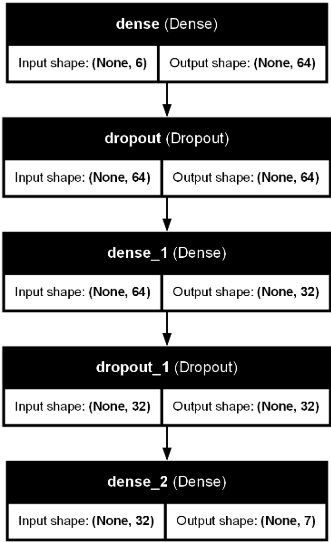 dense (Dense)
Input shape: (None, 6) Output shape: (None, 64)
dropout (Dropout)
Input shape: (None, 64) Output shape: (None, 64)
dense_1 (Dense)
Input shape: (None, 64) Output shape: (None, 32)
dropout_1 (Dropout)
Input shape: (None, 32) Output shape: (None, 32)
dense_2 (Dense)
Input shape: (None, 32) Output shape: (None, 7)